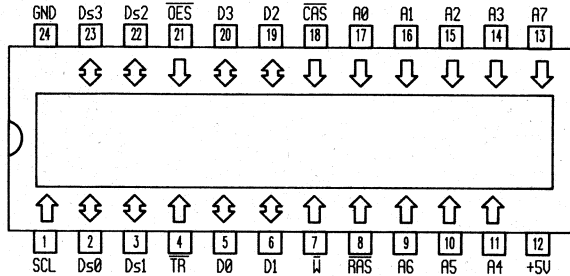 GND Ds3 Ds2 OES D3 D2 CAS A0 A1 A2 A3 A7
24 23 22 21 20 19 18 17 16 15 14 13
1 2 3 4 5 6 7 8 9 10 11 12
SCL Ds0 Ds1 TR D0 D1 W RAS A6 A5 A4 +5V